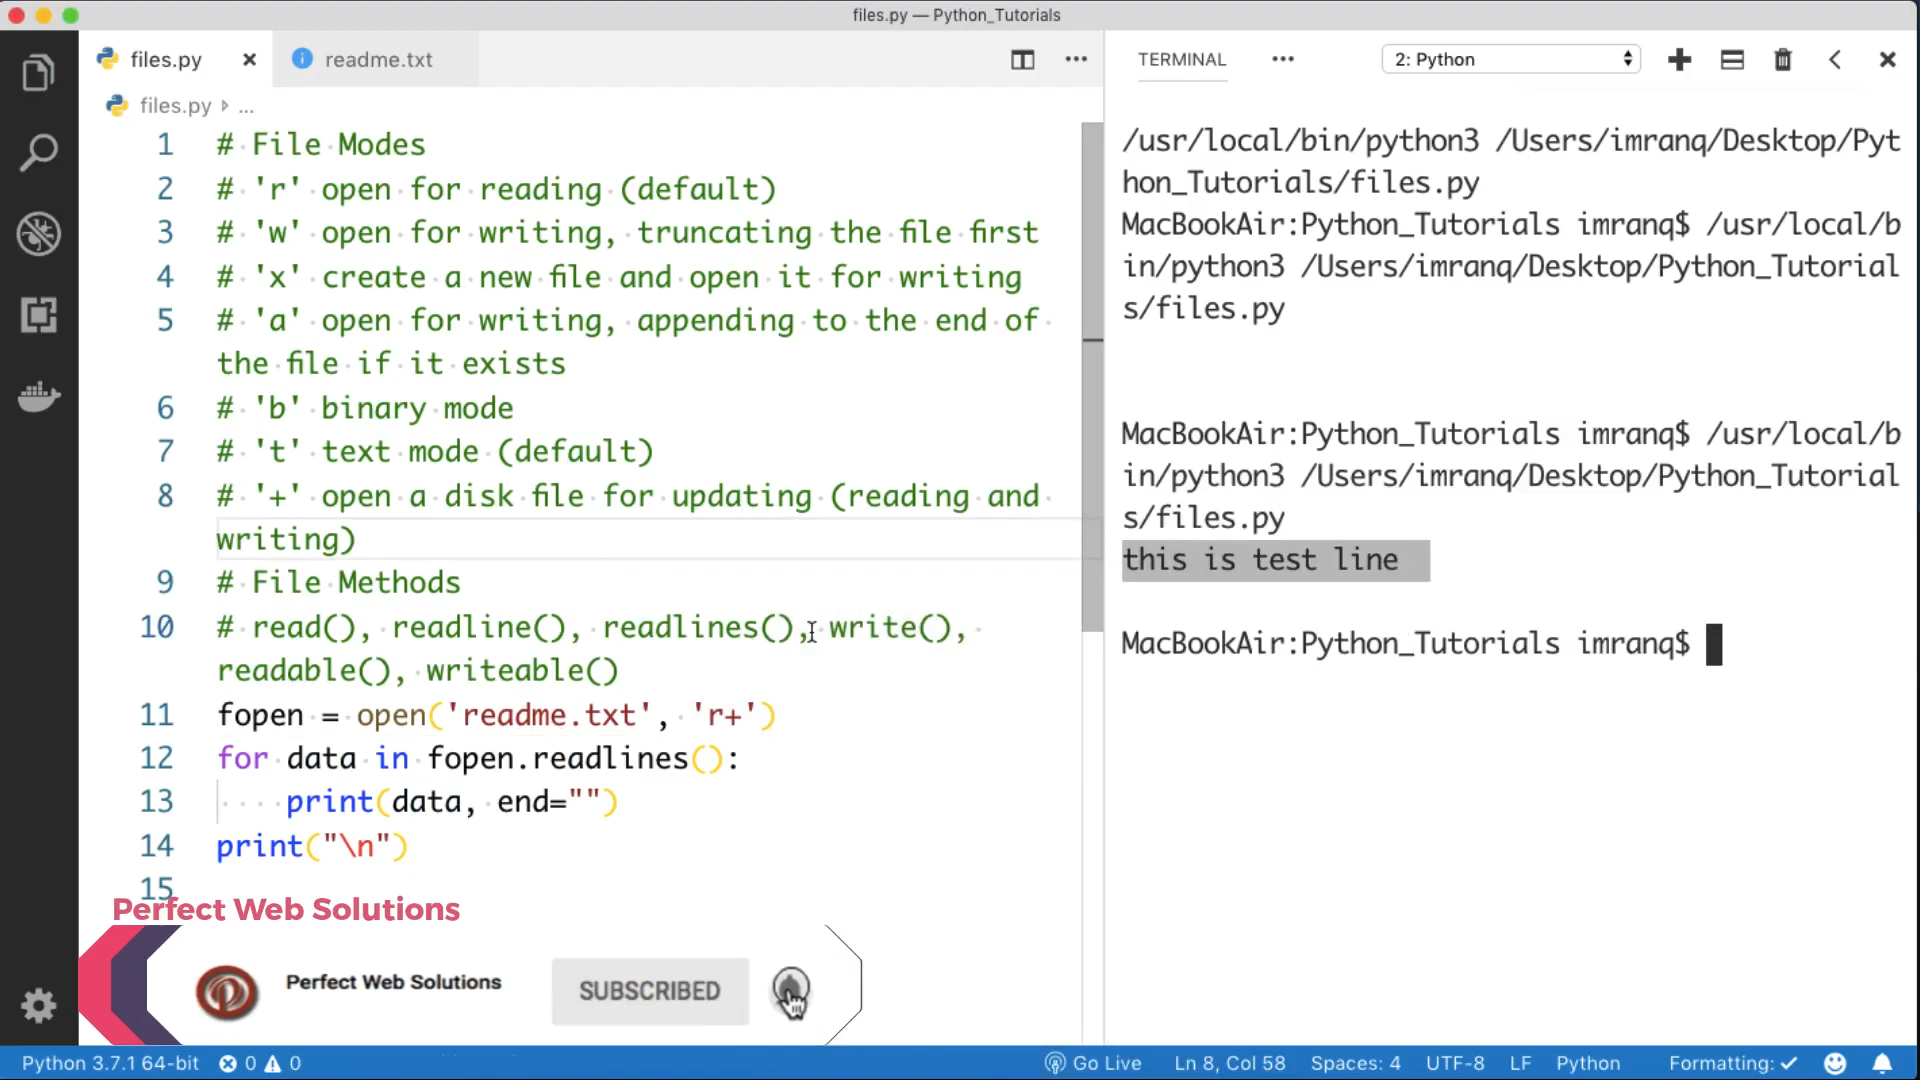 files.py — Python_Tutorials
files.py
readme.txt
files.py ...
1 # File Modes
2 # 'r' open for reading (default)
3 # 'w' open for writing, truncating the file first
4 # 'x' create a new file and open it for writing
5 # 'a' open for writing, appending to the end of
the file if it exists
6 # 'b' binary mode
7 # 't' text mode (default)
8 # '+' open a disk file for updating (reading and
writing)
9 # File Methods
10 # read(), readline(), readlines(), write(),
readable(), writeable()
11 fopen = open('readme.txt', 'r+')
12 for data in fopen.readlines():
13 print(data, end="")
14 print("\n")
15
Perfect Web Solutions
Perfect Web Solutions
SUBSCRIBED
TERMINAL
2: Python
/usr/local/bin/python3 /Users/imranq/Desktop/Pyt
hon_Tutorials/files.py
MacBookAir:Python_Tutorials imranq$ /usr/local/b
in/python3 /Users/imranq/Desktop/Python_Tutorial
s/files.py
MacBookAir:Python_Tutorials imranq$ /usr/local/b
in/python3 /Users/imranq/Desktop/Python_Tutorial
s/files.py
this is test line
MacBookAir:Python_Tutorials imranq$
Python 3.7.1 64-bit 0 0 Go Live Ln 8, Col 58 Spaces: 4 UTF-8 LF Python Formatting: ✓